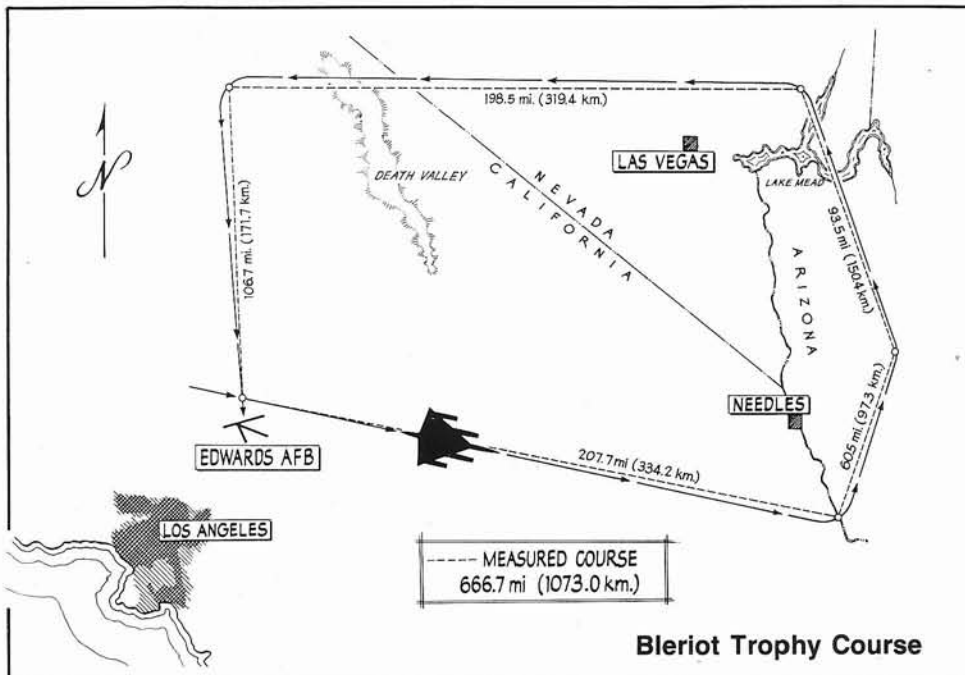 N
198.5 mi. (319.4 km.)
LAS VEGAS
DEATH VALLEY
LAKE MEAD
NEVADA
CALIFORNIA
106.7 mi. (171.7 km.)
93.5 mi (150.4 km.)
ARIZONA
NEEDLES
60.5 mi. (97.3 km.)
EDWARDS AFB
207.7 mi (334.2 km.)
LOS ANGELES
MEASURED COURSE
666.7 mi (1073.0 km.)
Bleriot Trophy Course